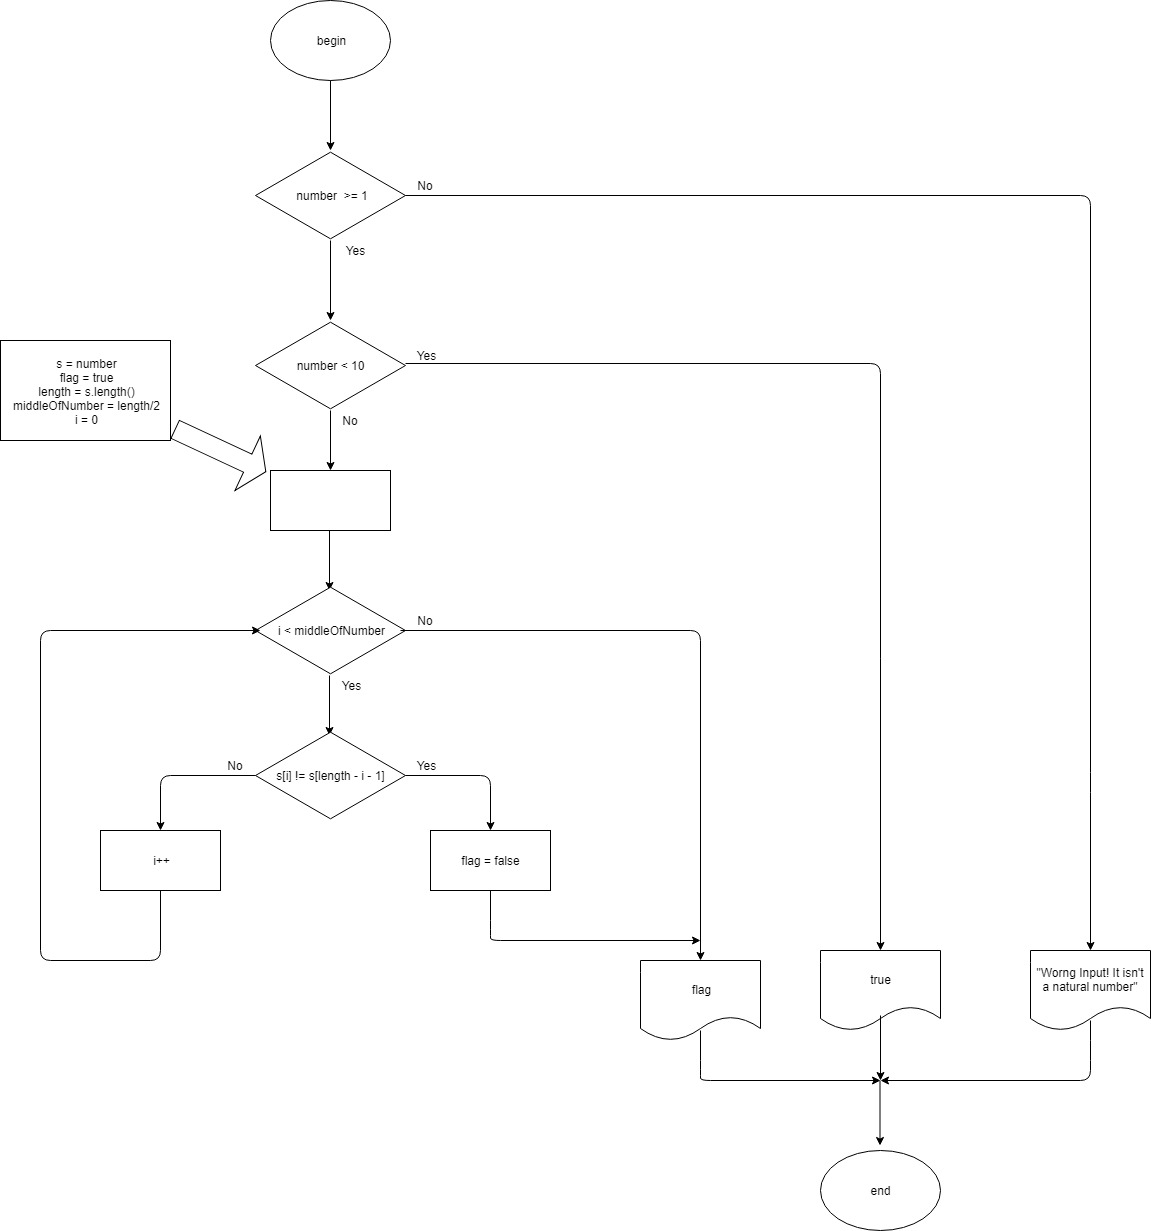 begin
number >= 1
No
Yes
number < 10
Yes
No
s = number
flag = true
length = s.length()
middleOfNumber = length/2
i = 0
i < middleOfNumber
No
Yes
s[i] != s[length - i - 1]
No
Yes
i++
flag = false
flag
true
"Worng Input! It isn't
a natural number"
end